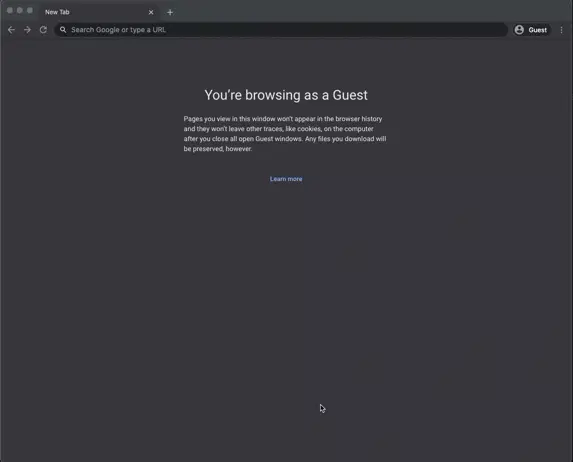 New Tab
Search Google or type a URL
Guest
You're browsing as a Guest
Pages you view in this window won't appear in the browser history
and they won't leave other traces, like cookies, on the computer
after you close all open Guest windows. Any files you download will
be preserved, however.
Learn more